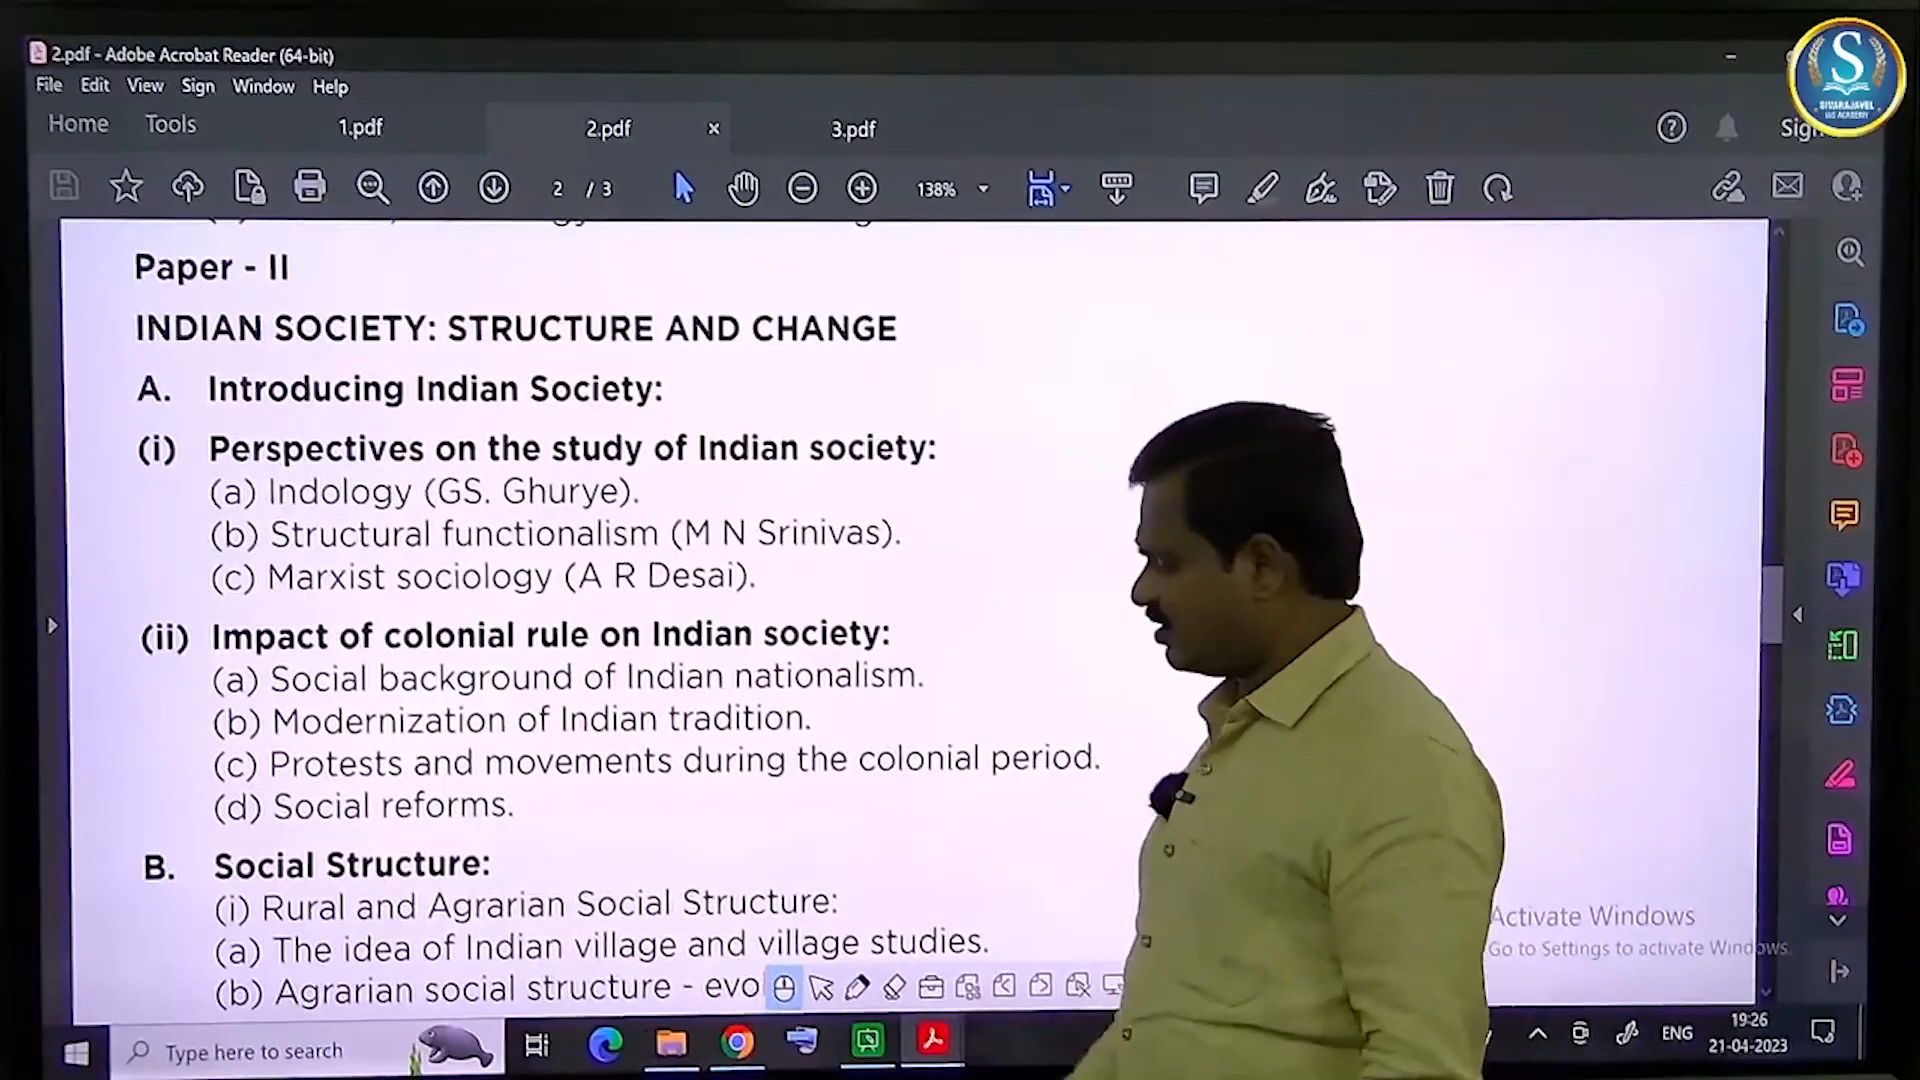 2.pdf - Adobe Acrobat Reader (64-bit)
File Edit View Sign Window Help
Home Tools 1.pdf 2.pdf × 3.pdf
2 / 3 138%
S
SIVARAJAVEL
IAS ACADEMY
Paper - II
INDIAN SOCIETY: STRUCTURE AND CHANGE
A. Introducing Indian Society:
(i) Perspectives on the study of Indian society:
(a) Indology (GS. Ghurye).
(b) Structural functionalism (M N Srinivas).
(c) Marxist sociology (A R Desai).
(ii) Impact of colonial rule on Indian society:
(a) Social background of Indian nationalism.
(b) Modernization of Indian tradition.
(c) Protests and movements during the colonial period.
(d) Social reforms.
B. Social Structure:
(i) Rural and Agrarian Social Structure:
(a) The idea of Indian village and village studies.
(b) Agrarian social structure - evo
Activate Windows
Go to Settings to activate Windows.
Type here to search
ENG
19:26
21-04-2023